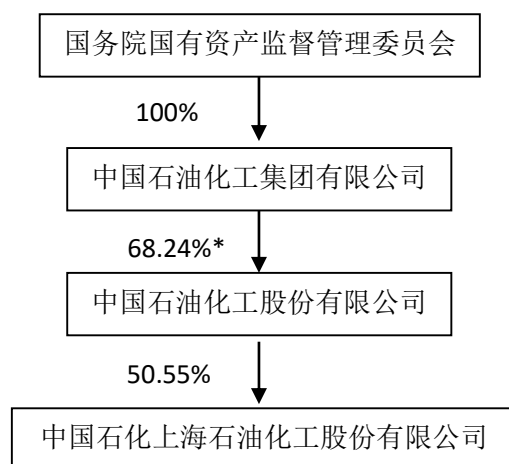 国务院国有资产监督管理委员会
100%
中国石油化工集团有限公司
68.24%*
中国石油化工股份有限公司
50.55%
中国石化上海石油化工股份有限公司